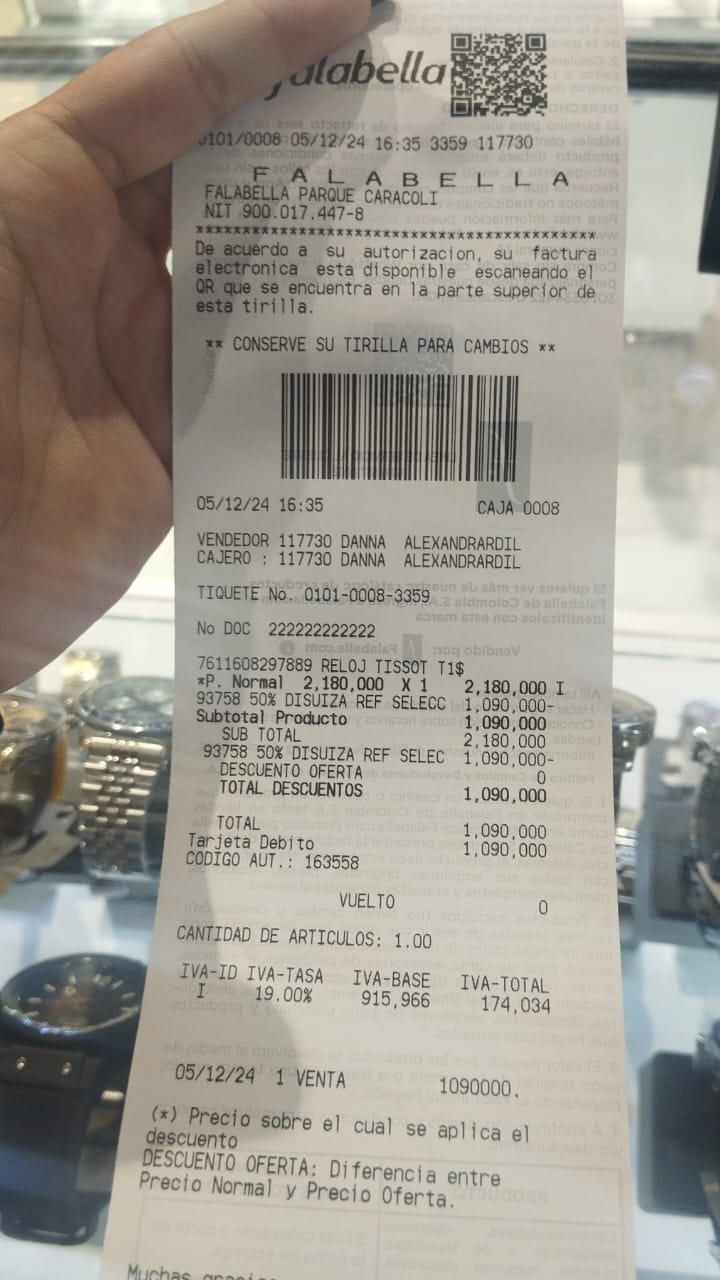 falabella
0101/0008 05/12/24 16:35 3359 117730
F A L A B E L L A
FALABELLA PARQUE CARACOLI
NIT 900.017.447-8
******************************************
De acuerdo a su autorizacion, su factura
electronica esta disponible escaneando el
QR que se encuentra en la parte superior de
esta tirilla.
** CONSERVE SU TIRILLA PARA CAMBIOS **
05/12/24 16:35 CAJA 0008
VENDEDOR 117730 DANNA ALEXANDRARDIL
CAJERO : 117730 DANNA ALEXANDRARDIL
TIQUETE No. 0101-0008-3359
No DOC 222222222222
7611608297889 RELOJ TISSOT T1$
*P. Normal 2,180,000 X 1 2,180,000 I
93758 50% DISUIZA REF SELECC 1,090,000-
Subtotal Producto 1,090,000
SUB TOTAL 2,180,000
93758 50% DISUIZA REF SELEC 1,090,000-
DESCUENTO OFERTA 0
TOTAL DESCUENTOS 1,090,000
TOTAL 1,090,000
Tarjeta Debito 1,090,000
CODIGO AUT.: 163558
VUELTO 0
CANTIDAD DE ARTICULOS: 1.00
IVA-ID IVA-TASA IVA-BASE IVA-TOTAL
I 19.00% 915,966 174,034
05/12/24 1 VENTA 1090000.
(*) Precio sobre el cual se aplica el
descuento
DESCUENTO OFERTA: Diferencia entre
Precio Normal y Precio Oferta.
Muchas